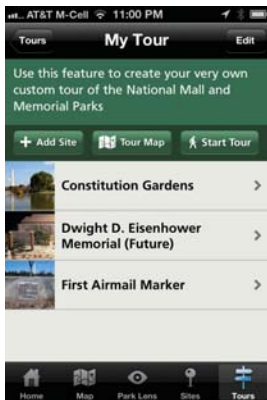 AT&T M-Cell 11:00 PM
Tours My Tour Edit
Use this feature to create your very own
custom tour of the National Mall and
Memorial Parks
+ Add Site Tour Map Start Tour
Constitution Gardens
Dwight D. Eisenhower
Memorial (Future)
First Airmail Marker
Home Map Park Lens Sites Tours